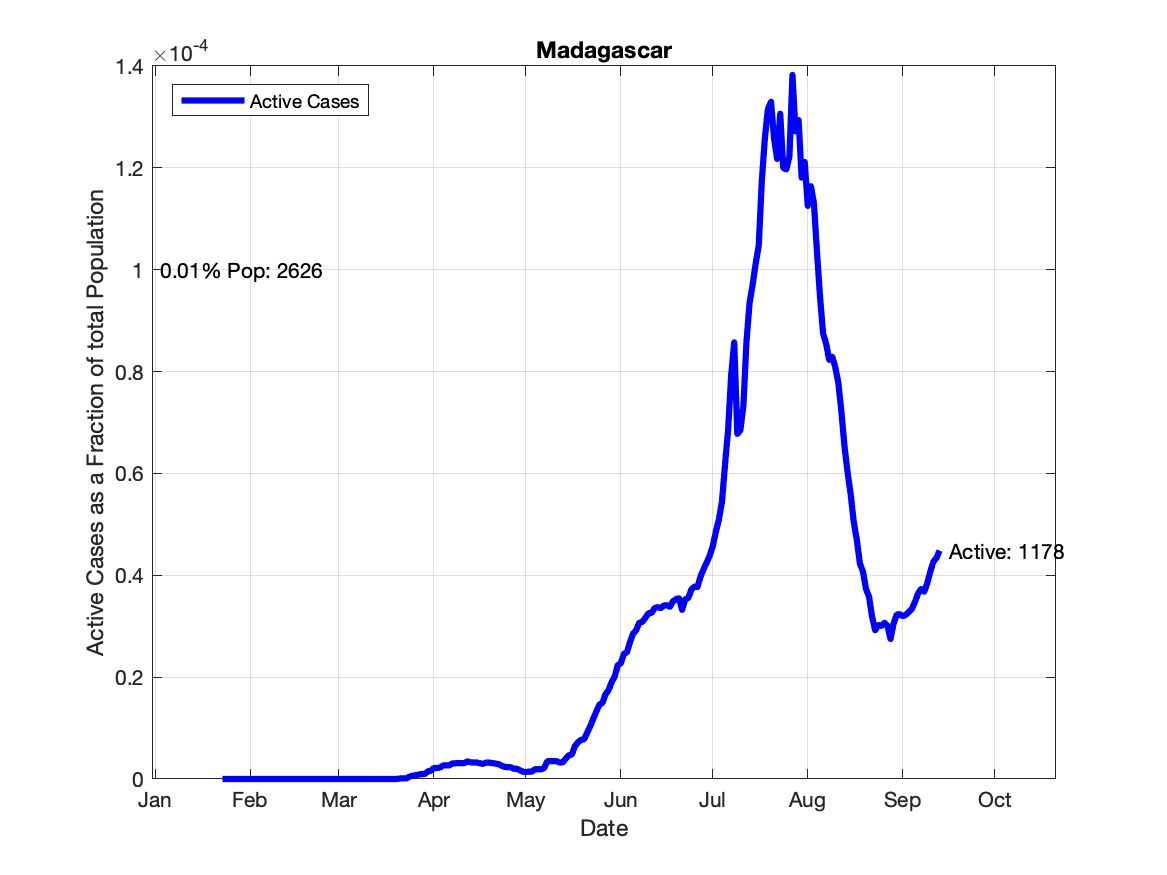 Madagascar
×10-4
1.4
1.2
1
0.8
0.6
0.4
0.2
0
Active Cases
0.01% Pop: 2626
Active: 1178
Active Cases as a Fraction of total Population
Jan Feb Mar Apr May Jun Jul Aug Sep Oct
Date